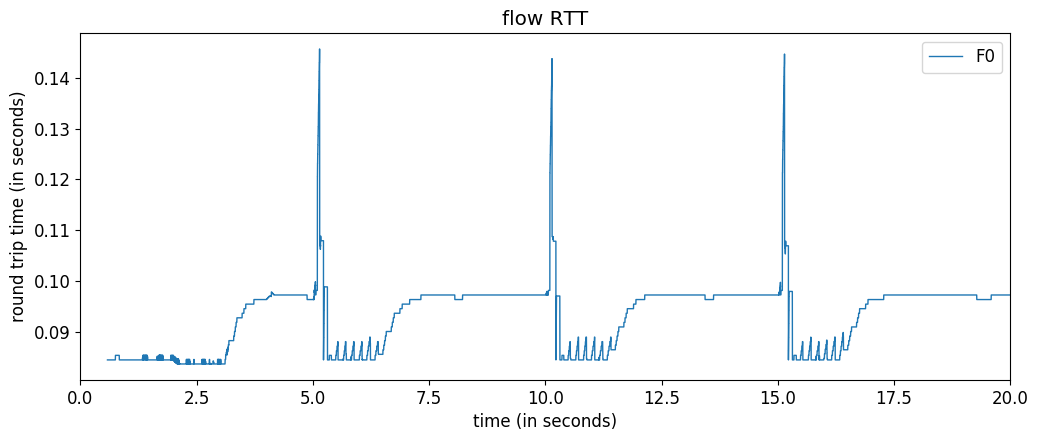 flow RTT
F0
round trip time (in seconds)
0.14
0.13
0.12
0.11
0.10
0.09
0.0 2.5 5.0 7.5 10.0 12.5 15.0 17.5 20.0
time (in seconds)